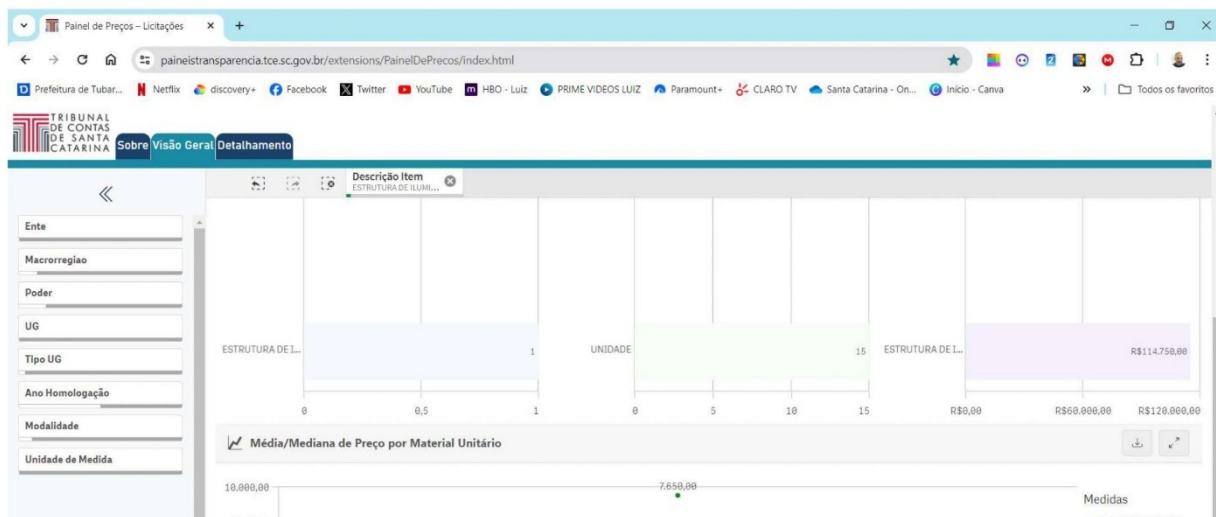 Painel de Preços – Licitações
paineistransparencia.tce.sc.gov.br/extensions/PainelDePrecos/index.html
Prefeitura de Tubar... Netflix discovery+ Facebook Twitter YouTube HBO - Luiz PRIME VIDEOS LUIZ Paramount+ CLARO TV Santa Catarina - On... Início - Canva » Todos os favoritos
TRIBUNAL
DE CONTAS
DE SANTA
CATARINA
Sobre Visão Geral Detalhamento
Descrição Item
ESTRUTURA DE ILUMI...
Ente
Macrorregiao
Poder
UG
Tipo UG
Ano Homologação
Modalidade
Unidade de Medida
ESTRUTURA DE I... 1 UNIDADE 15 ESTRUTURA DE I... R$114.750,00
0 0,5 1 0 5 10 15 R$0,00 R$60.000,00 R$120.000,00
Média/Mediana de Preço por Material Unitário
10.000,00 7.650,00
Medidas